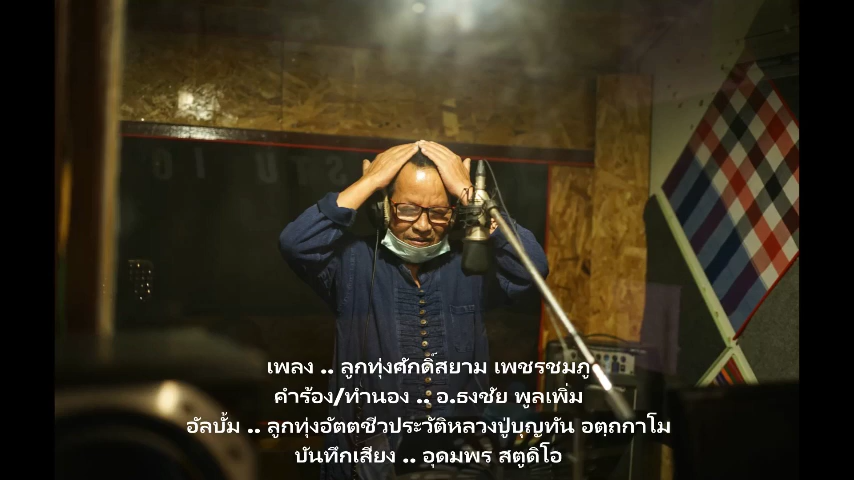 เพลง .. ลูกทุ่งศักดิ์สยาม เพชรชมภู
คำร้อง/ทำนอง .. อ.ธงชัย พูลเพิ่ม
อัลบั้ม .. ลูกทุ่งอัตตชีวประวัติหลวงปู่บุญทัน อตฺถกาโม
บันทึกเสียง .. อุดมพร สตูดิโอ